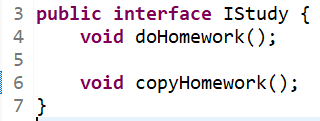 3 public interface IStudy {
4     void doHomework();
5
6     void copyHomework();
7 }